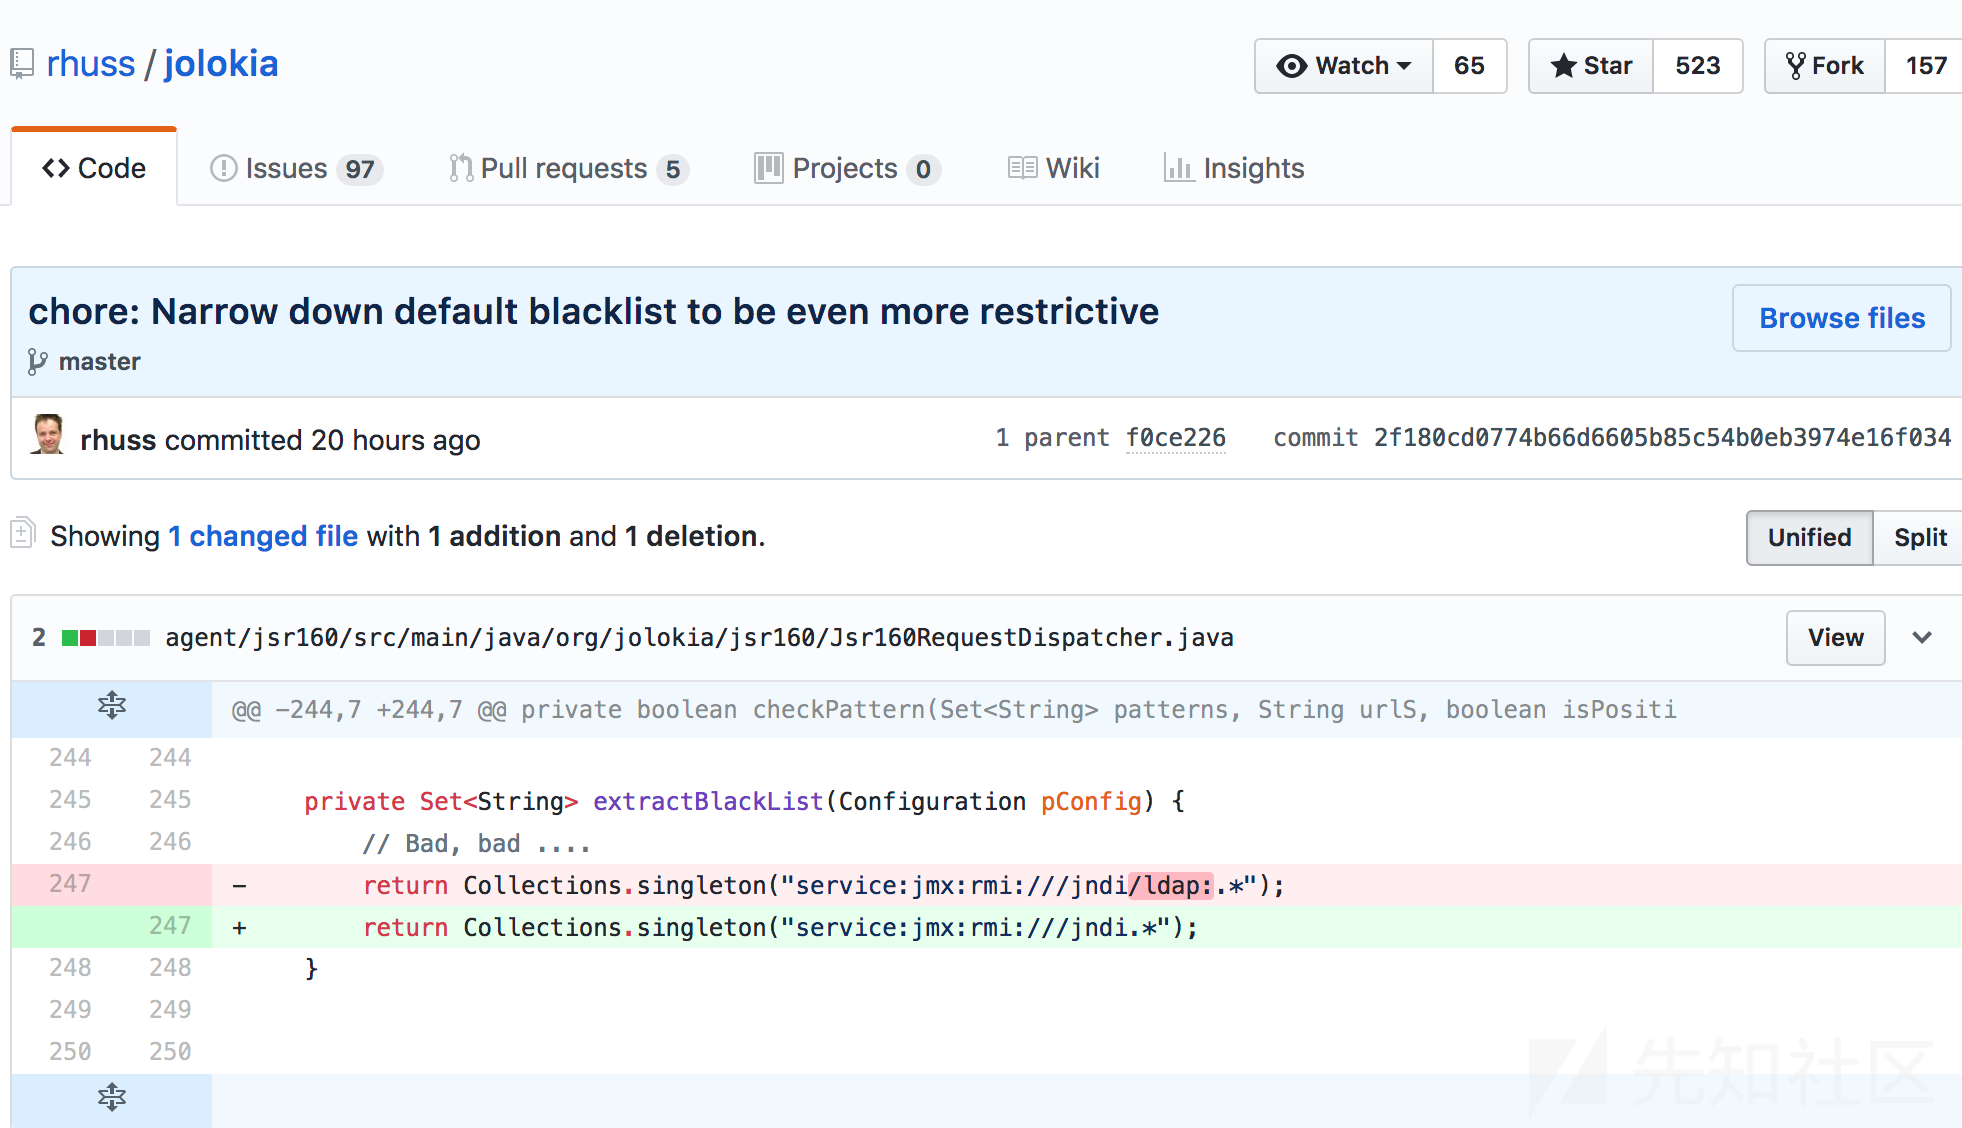 rhuss / jolokia
Watch 65 Star 523 Fork 157
Code Issues 97 Pull requests 5 Projects 0 Wiki Insights
chore: Narrow down default blacklist to be even more restrictive
Browse files
master
rhuss committed 20 hours ago 1 parent f0ce226 commit 2f180cd0774b66d6605b85c54b0eb3974e16f034
Showing 1 changed file with 1 addition and 1 deletion.
Unified Split
2 agent/jsr160/src/main/java/org/jolokia/jsr160/Jsr160RequestDispatcher.java View
@@ -244,7 +244,7 @@ private boolean checkPattern(Set<String> patterns, String urlS, boolean isPositi
244 244
245 245 private Set<String> extractBlackList(Configuration pConfig) {
246 246 // Bad, bad ....
247 - return Collections.singleton("service:jmx:rmi:///jndi/ldap:.*");
247 + return Collections.singleton("service:jmx:rmi:///jndi.*");
248 248 }
249 249
250 250
先知社区